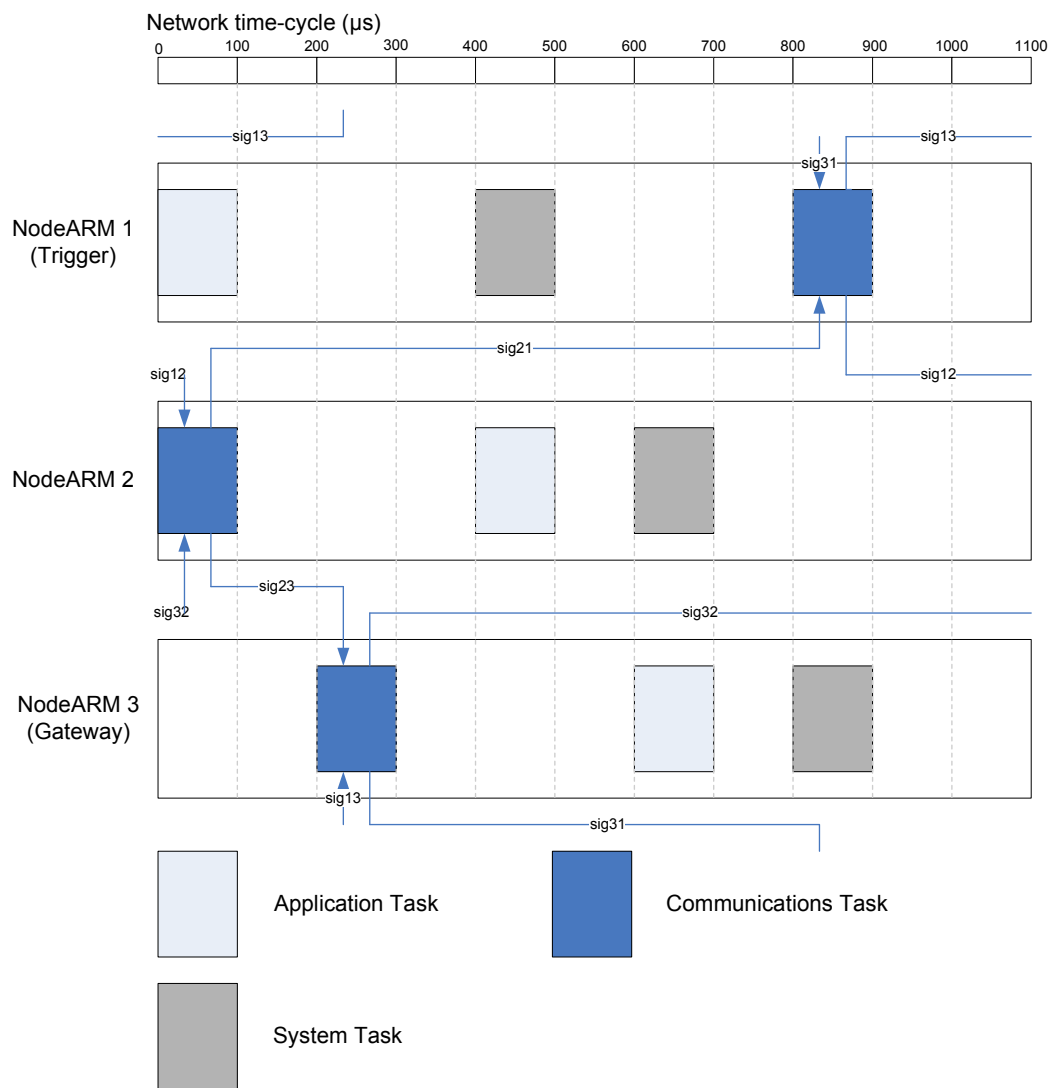 Network time-cycle (µs)
0 100 200 300 400 500 600 700 800 900 1000 1100
sig13 sig13
sig31
NodeARM 1
(Trigger)
sig21
sig12 sig12
NodeARM 2
sig23
sig32 sig32
NodeARM 3
(Gateway)
sig13
sig31
Application Task Communications Task
System Task